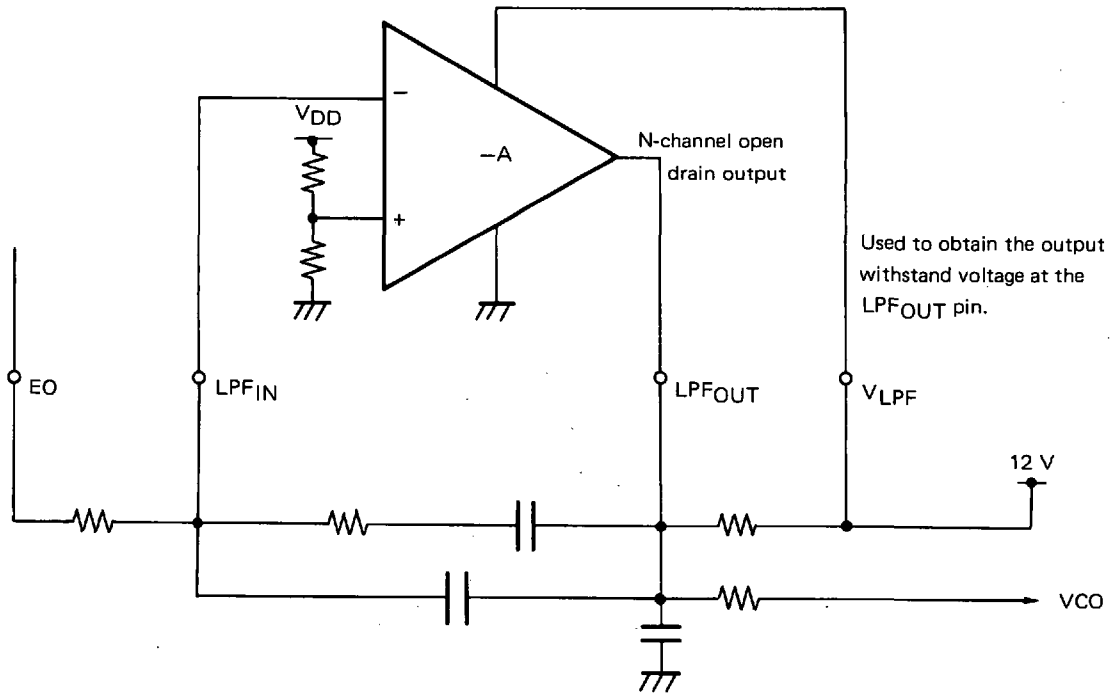 −
VDD
−A
N-channel open
drain output
+
Used to obtain the output
withstand voltage at the
LPFOUT pin.
EO
LPFIN
LPFOUT
VLPF
12 V
VCO